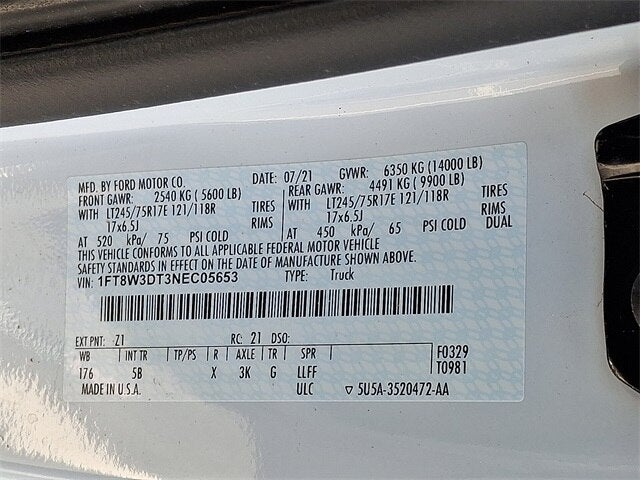 MFD. BY FORD MOTOR CO. DATE: 07/21 GVWR: 6350 KG (14000 LB)
FRONT GAWR: 2540 KG (5600 LB) REAR GAWR: 4491 KG (9900 LB)
WITH LT245/75R17E 121/118R TIRES WITH LT245/75R17E 121/118R TIRES
17x6.5J RIMS 17x6.5J RIMS
AT 520 kPa/ 75 PSI COLD AT 450 kPa/ 65 PSI COLD DUAL
THIS VEHICLE CONFORMS TO ALL APPLICABLE FEDERAL MOTOR VEHICLE
SAFETY STANDARDS IN EFFECT ON THE DATE OF MANUFACTURE SHOWN ABOVE.
VIN: 1FT8W3DT3NEC05653 TYPE: Truck
EXT PNT: Z1 RC: 21 DSO:
WB INT TR TP/PS R AXLE TR SPR F0329
176 5B X 3K G LLFF T0981
MADE IN U.S.A. ULC ▽ 5U5A-3520472-AA